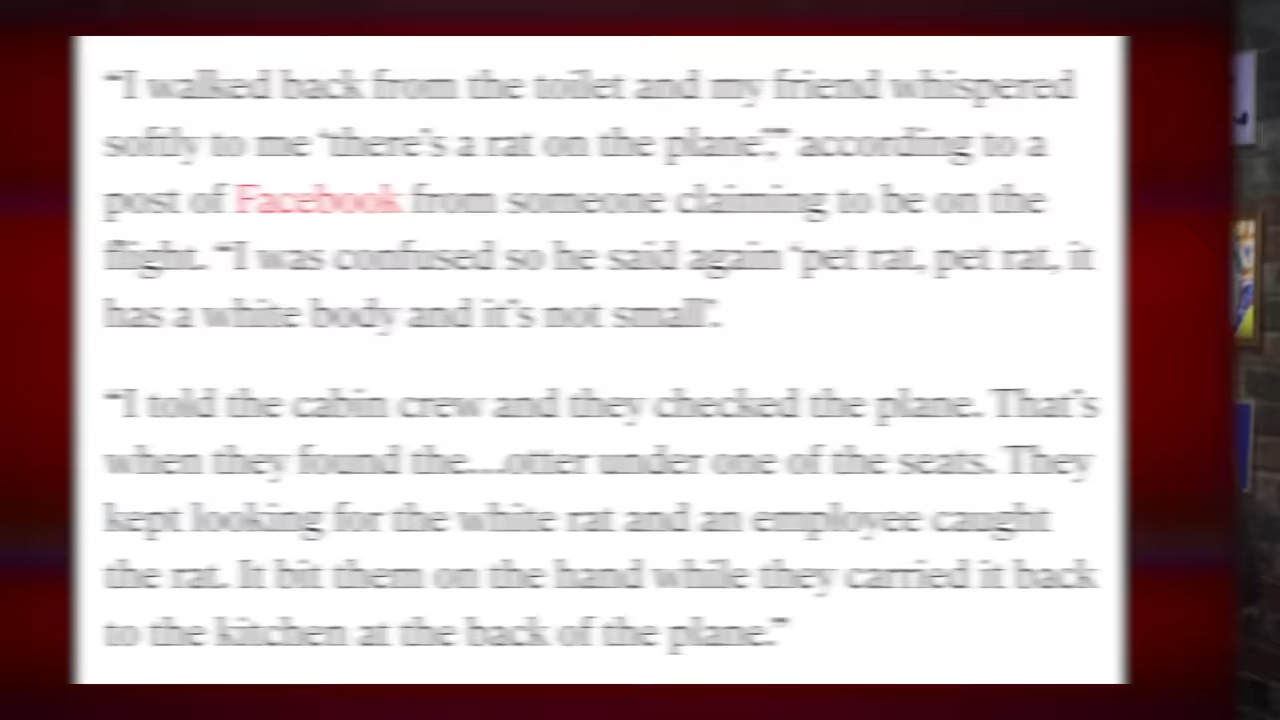 “I walked back from the toilet and my friend whispered
softly to me ‘there’s a rat on the plane’.” according to a
post of Facebook from someone claiming to be on the
flight. “I was confused so he said again ‘pet rat, pet rat, it
has a white body and it’s not small’”.
“I told the cabin crew and they checked the plane. That’s
when they found the…otter under one of the seats. They
kept looking for the white rat and an employee caught
the rat. It bit them on the hand while they carried it back
to the kitchen at the back of the plane.”